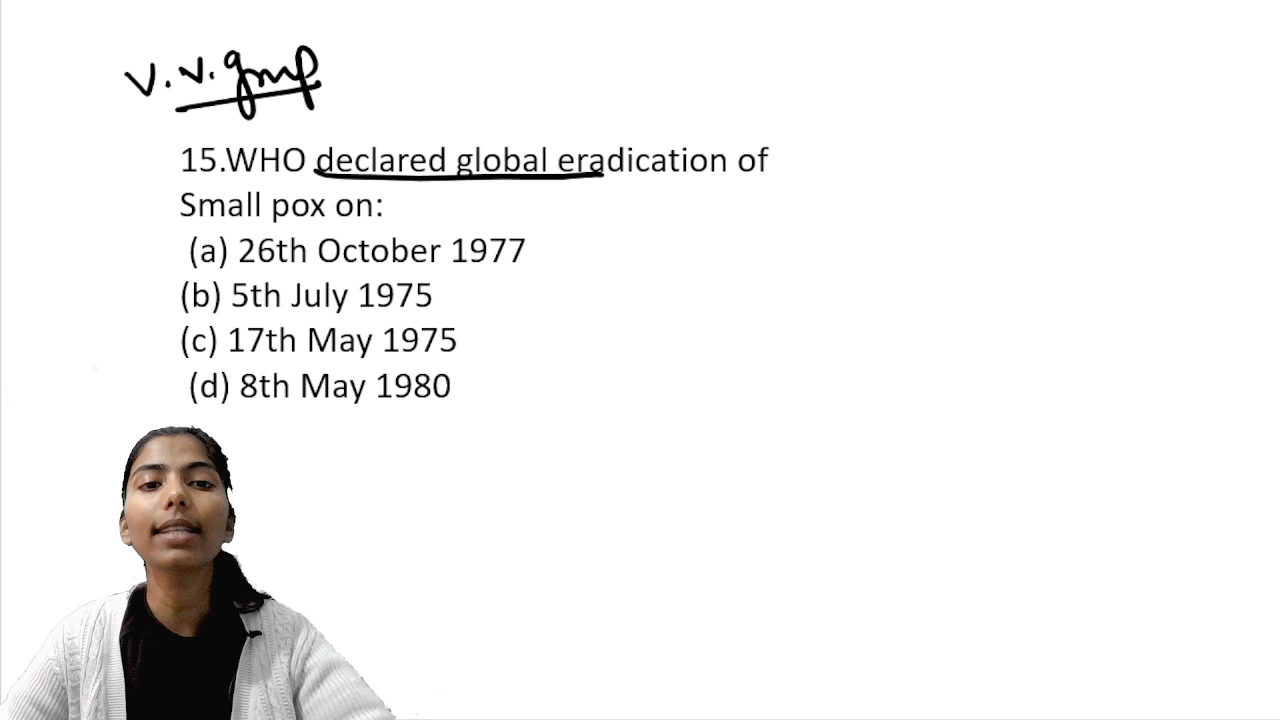 V. V. Imp
15.WHO declared global eradication of
Small pox on:
(a) 26th October 1977
(b) 5th July 1975
(c) 17th May 1975
(d) 8th May 1980